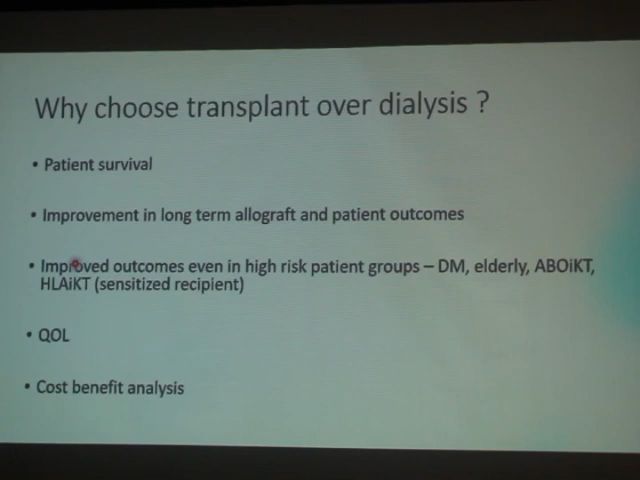 Why choose transplant over dialysis ?
• Patient survival
• Improvement in long term allograft and patient outcomes
• Improved outcomes even in high risk patient groups – DM, elderly, ABOiKT,
HLAiKT (sensitized recipient)
• QOL
• Cost benefit analysis